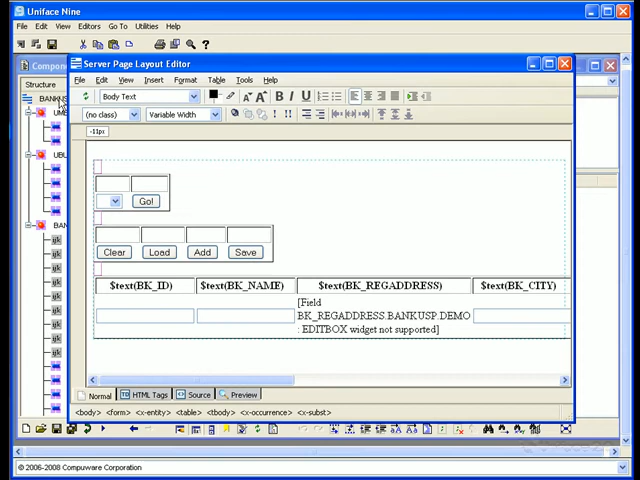 Uniface Nine
File Edit View Editors Go To Utilities Help
Server Page Layout Editor
File Edit View Insert Format Table Tools Help
Structure
Body Text
B I U
(no class) Variable Width
-11px
Go!
Clear Load Add Save
$text(BK_ID) $text(BK_NAME) $text(BK_REGADDRESS) $text(BK_CITY)
[Field
BK_REGADDRESS.BANKUSP.DEMO
: EDITBOX widget not supported]
Normal HTML Tags Source Preview
<body> <form> <x-entity> <table> <tbody> <x-occurrence> <x-subst>
© 2006-2008 Compuware Corporation